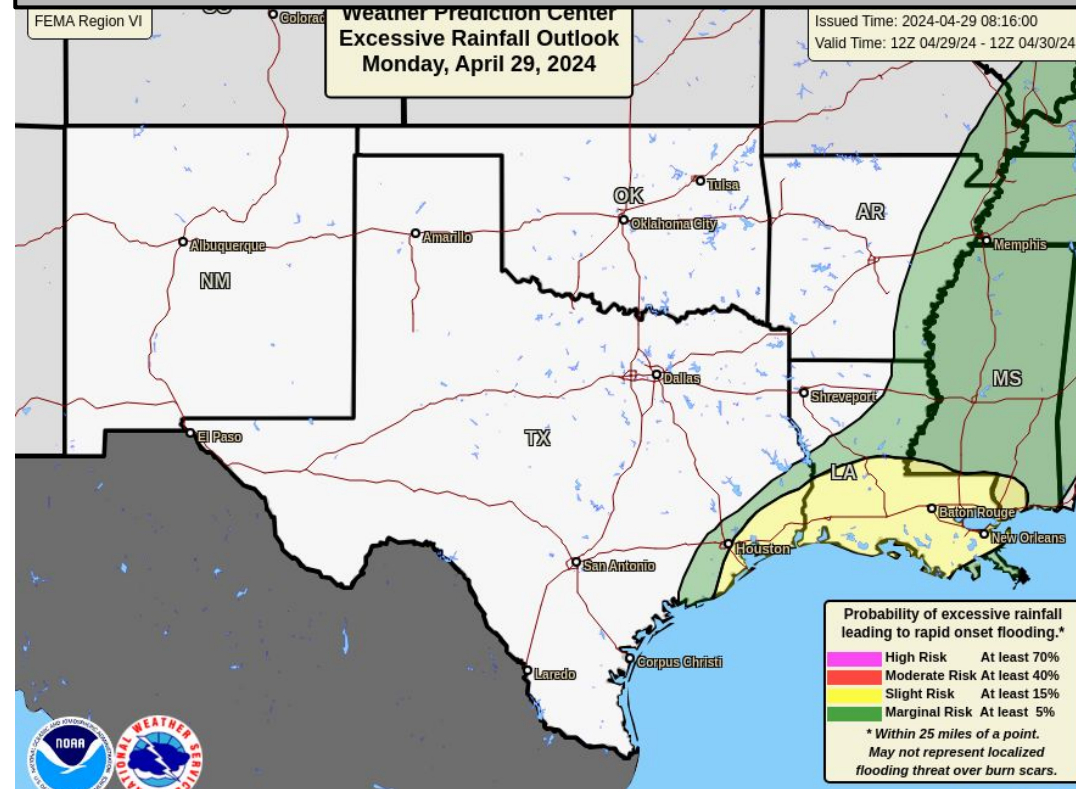 FEMA Region VI
Weather Prediction Center
Excessive Rainfall Outlook
Monday, April 29, 2024
Issued Time: 2024-04-29 08:16:00
Valid Time: 12Z 04/29/24 - 12Z 04/30/24
Tulsa
OK
Oklahoma City
AR
Amarillo
Albuquerque
Memphis
NM
Dallas
MS
Shreveport
El Paso
TX
LA
Baton Rouge
New Orleans
Houston
San Antonio
Corpus Christi
Laredo
Probability of excessive rainfall
leading to rapid onset flooding.*
High Risk At least 70%
Moderate Risk At least 40%
Slight Risk At least 15%
Marginal Risk At least 5%
* Within 25 miles of a point.
May not represent localized
flooding threat over burn scars.
NOAA